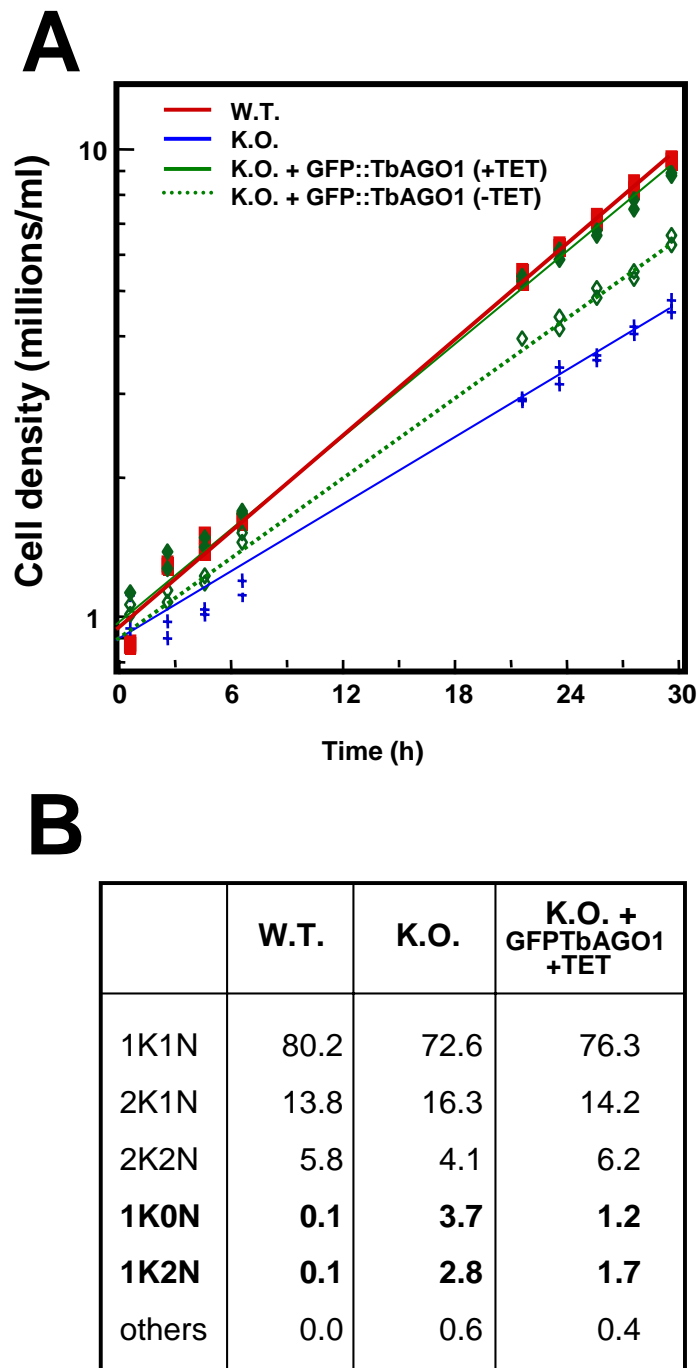 A
W.T.
K.O.
K.O. + GFP::TbAGO1 (+TET)
K.O. + GFP::TbAGO1 (-TET)
Cell density (millions/ml)
10
1
0 6 12 18 24 30
Time (h)
B
W.T. K.O. K.O. +
GFPTbAGO1
+TET
1K1N 80.2 72.6 76.3
2K1N 13.8 16.3 14.2
2K2N 5.8 4.1 6.2
1K0N 0.1 3.7 1.2
1K2N 0.1 2.8 1.7
others 0.0 0.6 0.4